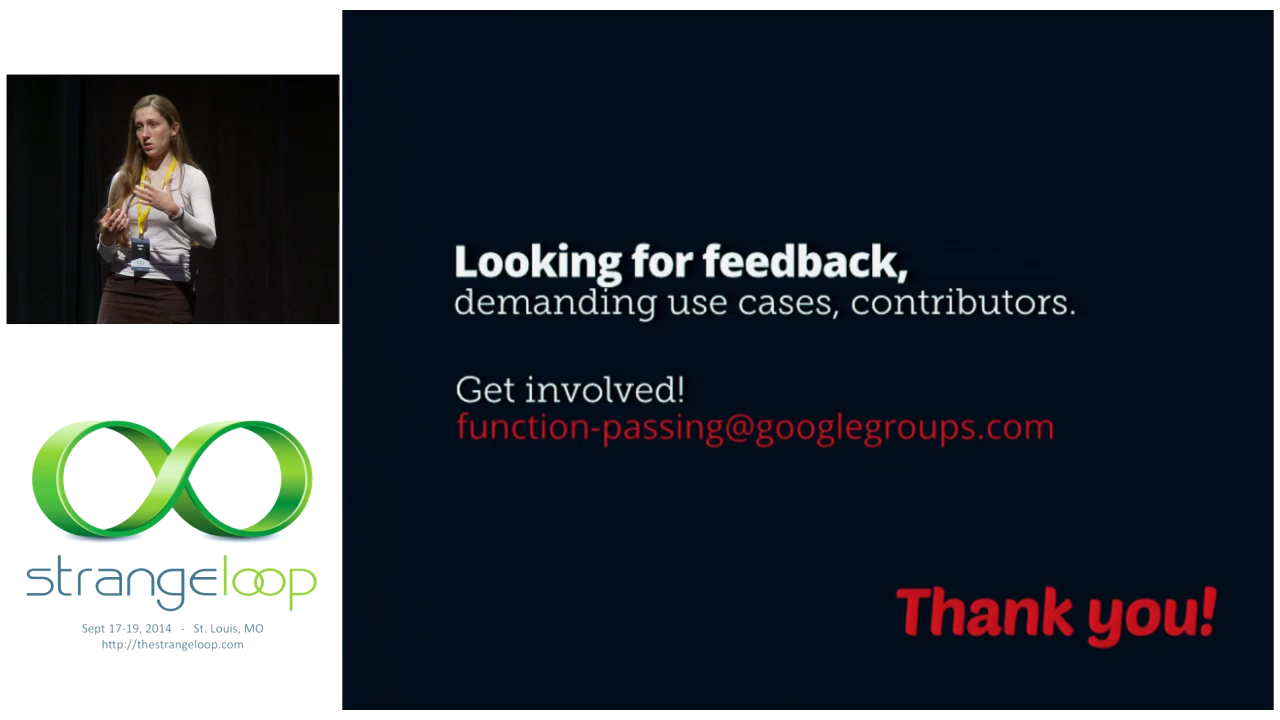 Looking for feedback,
demanding use cases, contributors.
Get involved!
function-passing@googlegroups.com
Thank you!
strangeloop
Sept 17-19, 2014 - St. Louis, MO
http://thestrangeloop.com